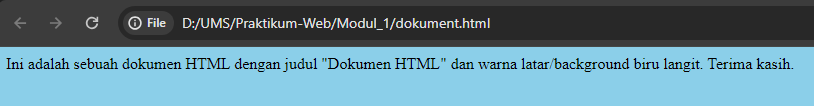 File D:/UMS/Praktikum-Web/Modul_1/dokument.html
Ini adalah sebuah dokumen HTML dengan judul "Dokumen HTML" dan warna latar/background biru langit. Terima kasih.